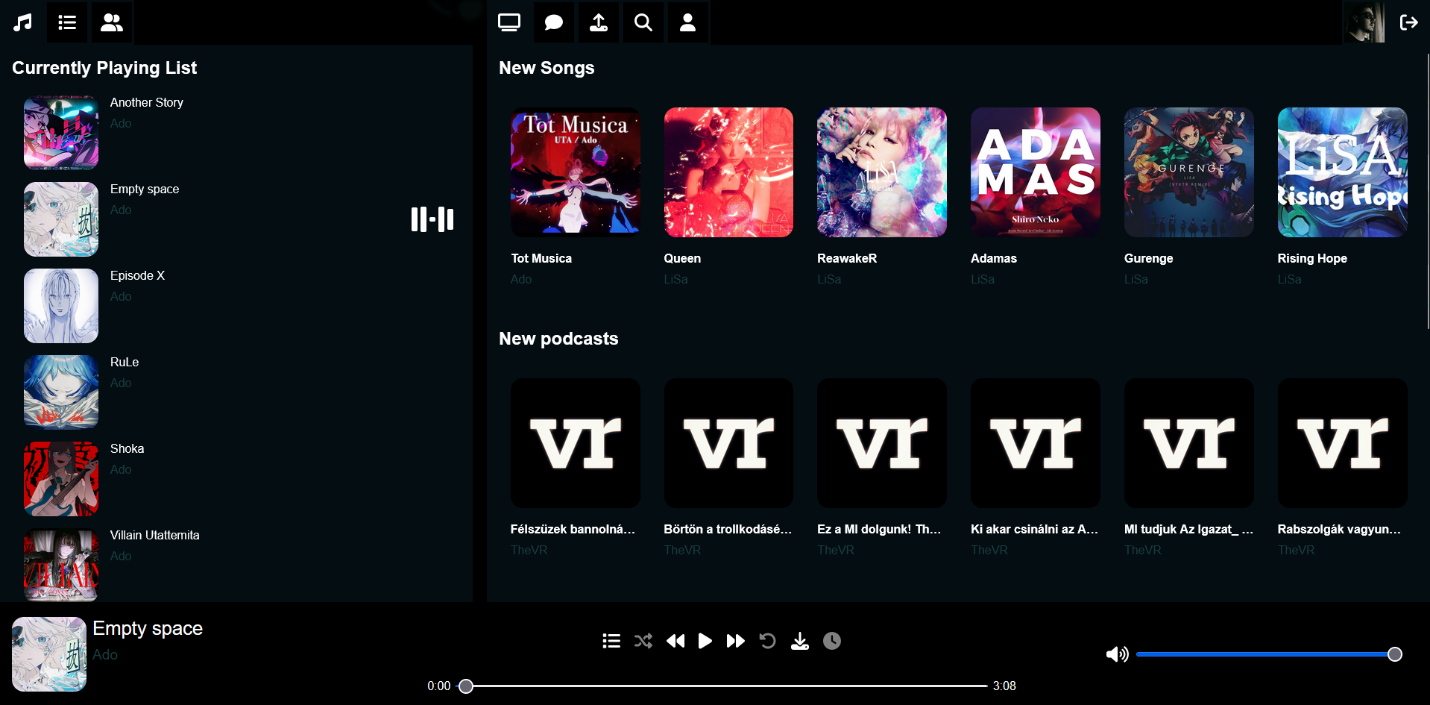 Currently Playing List
Another Story
Ado
Empty space
Ado
Episode X
Ado
RuLe
Ado
Shoka
Ado
Villain Utattemita
Ado
New Songs
Tot Musica
UTA / Ado
Tot Musica
Ado
Queen
LiSa
ReawakeR
LiSa
ADA
MAS
Shiro Neko
Adamas
LiSa
GURENGE
LISA
Gurenge
LiSa
LiSA
Rising Hope
Rising Hope
LiSa
New podcasts
vr
Félszüzek bannolná...
TheVR
vr
Börtön a trollkodásé...
TheVR
vr
Ez a MI dolgunk! Th...
TheVR
vr
Ki akar csinálni az A...
TheVR
vr
MI tudjuk Az Igazat_ ...
TheVR
vr
Rabszolgák vagyun...
TheVR
Empty space
Ado
0:00
3:08